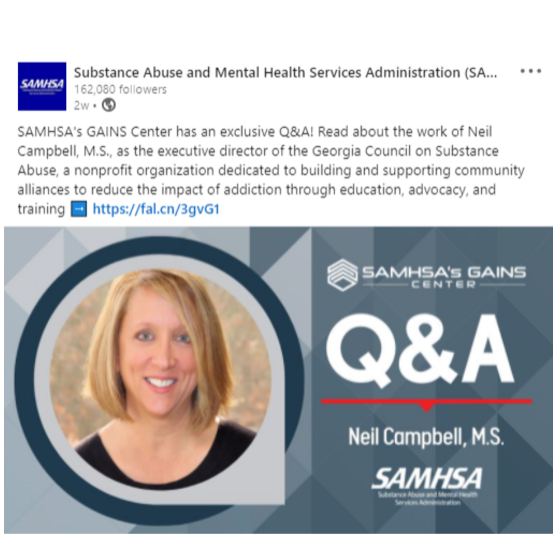 SAMHSA
Substance Abuse and Mental Health Services Administration (SA...
162,080 followers
2w •
SAMHSA's GAINS Center has an exclusive Q&A! Read about the work of Neil
Campbell, M.S., as the executive director of the Georgia Council on Substance
Abuse, a nonprofit organization dedicated to building and supporting community
alliances to reduce the impact of addiction through education, advocacy, and
training ➡ https://fal.cn/3gvG1
SAMHSA's GAINS
CENTER
Q&A
Neil Campbell, M.S.
SAMHSA
Substance Abuse and Mental Health
Services Administration